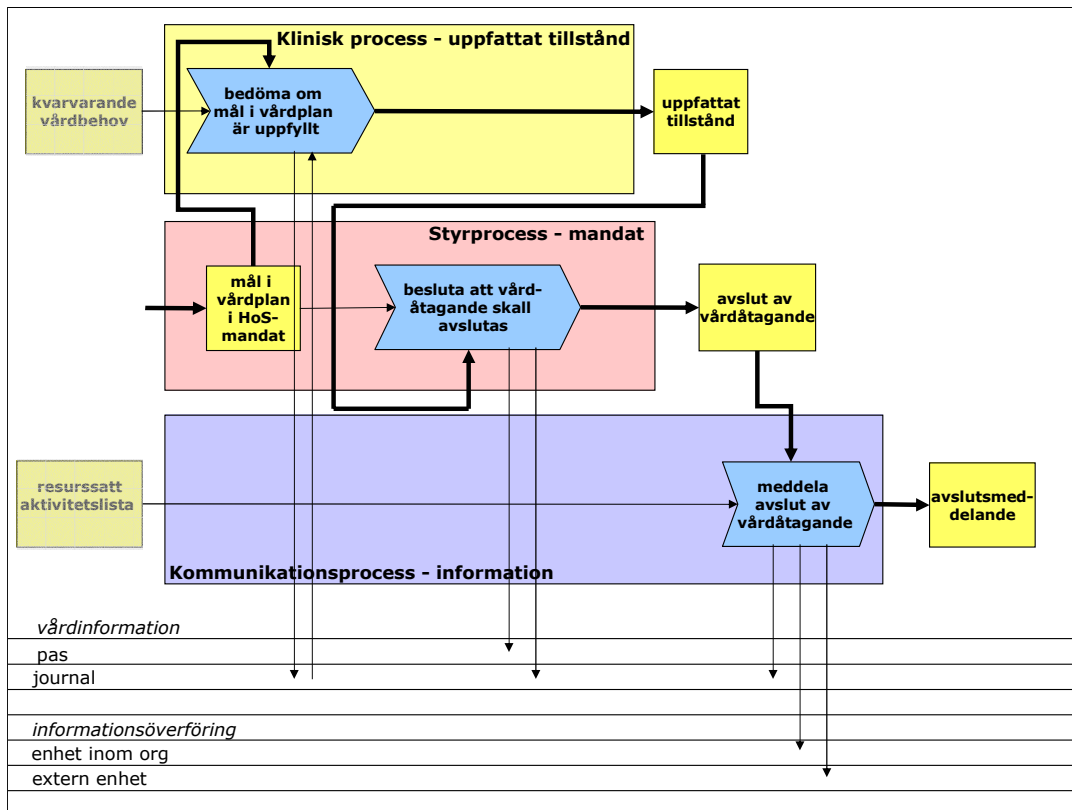 Klinisk process - uppfattat tillstånd
kvarvarande
vårdbehov
bedöma om
mål i vårdplan
är uppfyllt
uppfattat
tillstånd
Styrprocess - mandat
mål i
vårdplan
i HoS-
mandat
besluta att vård-
åtagande skall
avslutas
avslut av
vårdåtagande
resurssatt
aktivitetslista
meddela
avslut av
vårdåtagande
avslutsmed-
delande
Kommunikationsprocess - information
vårdinformation
pas
journal
informationsöverföring
enhet inom org
extern enhet